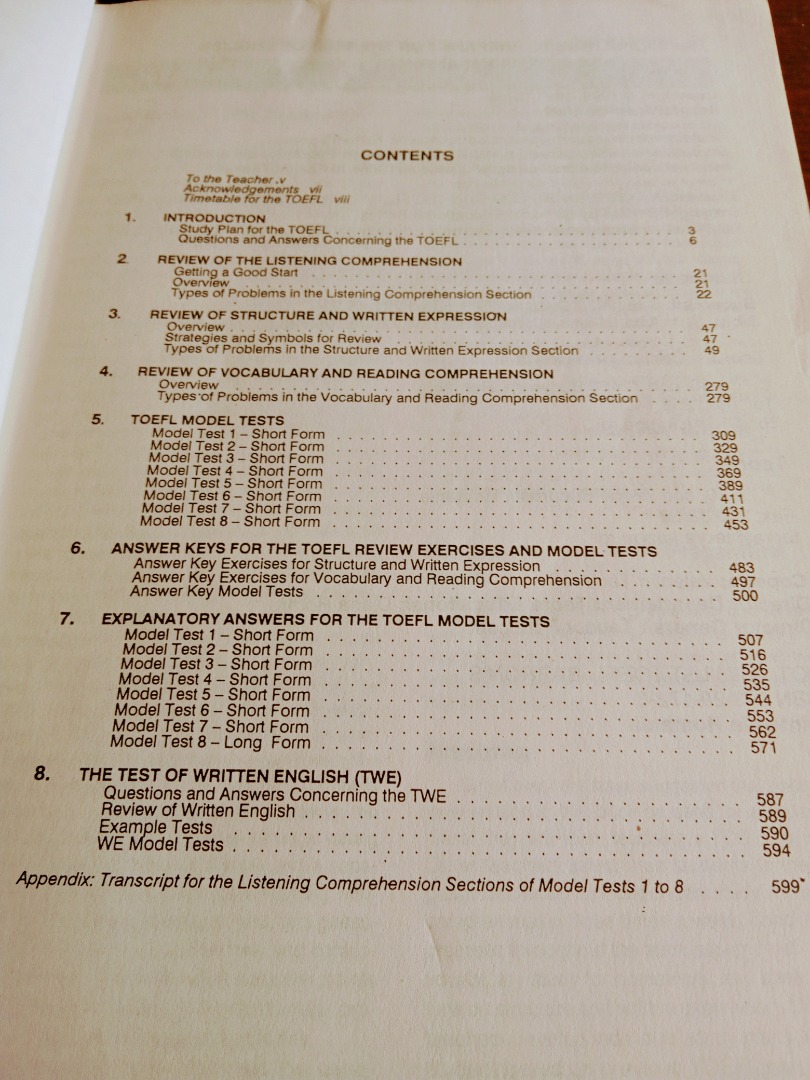 CONTENTS
To the Teacher v
Acknowledgements vii
Timetable for the TOEFL viii
1. INTRODUCTION
Study Plan for the TOEFL . . . . . . . . . . 3
Questions and Answers Concerning the TOEFL . . . . . . . . . . 6
2. REVIEW OF THE LISTENING COMPREHENSION
Getting a Good Start . . . . . . . . . . 21
Overview . . . . . . . . . . 21
Types of Problems in the Listening Comprehension Section . . . . . . . . . . 22
3. REVIEW OF STRUCTURE AND WRITTEN EXPRESSION
Overview . . . . . . . . . . 47
Strategies and Symbols for Review . . . . . . . . . . 47
Types of Problems in the Structure and Written Expression Section . . . . . . . . . 49
4. REVIEW OF VOCABULARY AND READING COMPREHENSION
Overview . . . . . . . . . . 279
Types of Problems in the Vocabulary and Reading Comprehension Section . . . . 279
5. TOEFL MODEL TESTS
Model Test 1 – Short Form . . . . . . . . . . 309
Model Test 2 – Short Form . . . . . . . . . . 329
Model Test 3 – Short Form . . . . . . . . . . 349
Model Test 4 – Short Form . . . . . . . . . . 369
Model Test 5 – Short Form . . . . . . . . . . 389
Model Test 6 – Short Form . . . . . . . . . . 411
Model Test 7 – Short Form . . . . . . . . . . 431
Model Test 8 – Short Form . . . . . . . . . . 453
6. ANSWER KEYS FOR THE TOEFL REVIEW EXERCISES AND MODEL TESTS
Answer Key Exercises for Structure and Written Expression . . . . . . . . . . 483
Answer Key Exercises for Vocabulary and Reading Comprehension . . . . . . . 497
Answer Key Model Tests . . . . . . . . . . 500
7. EXPLANATORY ANSWERS FOR THE TOEFL MODEL TESTS
Model Test 1 – Short Form . . . . . . . . . . 507
Model Test 2 – Short Form . . . . . . . . . . 516
Model Test 3 – Short Form . . . . . . . . . . 526
Model Test 4 – Short Form . . . . . . . . . . 535
Model Test 5 – Short Form . . . . . . . . . . 544
Model Test 6 – Short Form . . . . . . . . . . 553
Model Test 7 – Short Form . . . . . . . . . . 562
Model Test 8 – Long Form . . . . . . . . . . 571
8. THE TEST OF WRITTEN ENGLISH (TWE)
Questions and Answers Concerning the TWE . . . . . . . . . . 587
Review of Written English . . . . . . . . . . 589
Example Tests . . . . . . . . . . 590
WE Model Tests . . . . . . . . . . 594
Appendix: Transcript for the Listening Comprehension Sections of Model Tests 1 to 8 . . . . 599